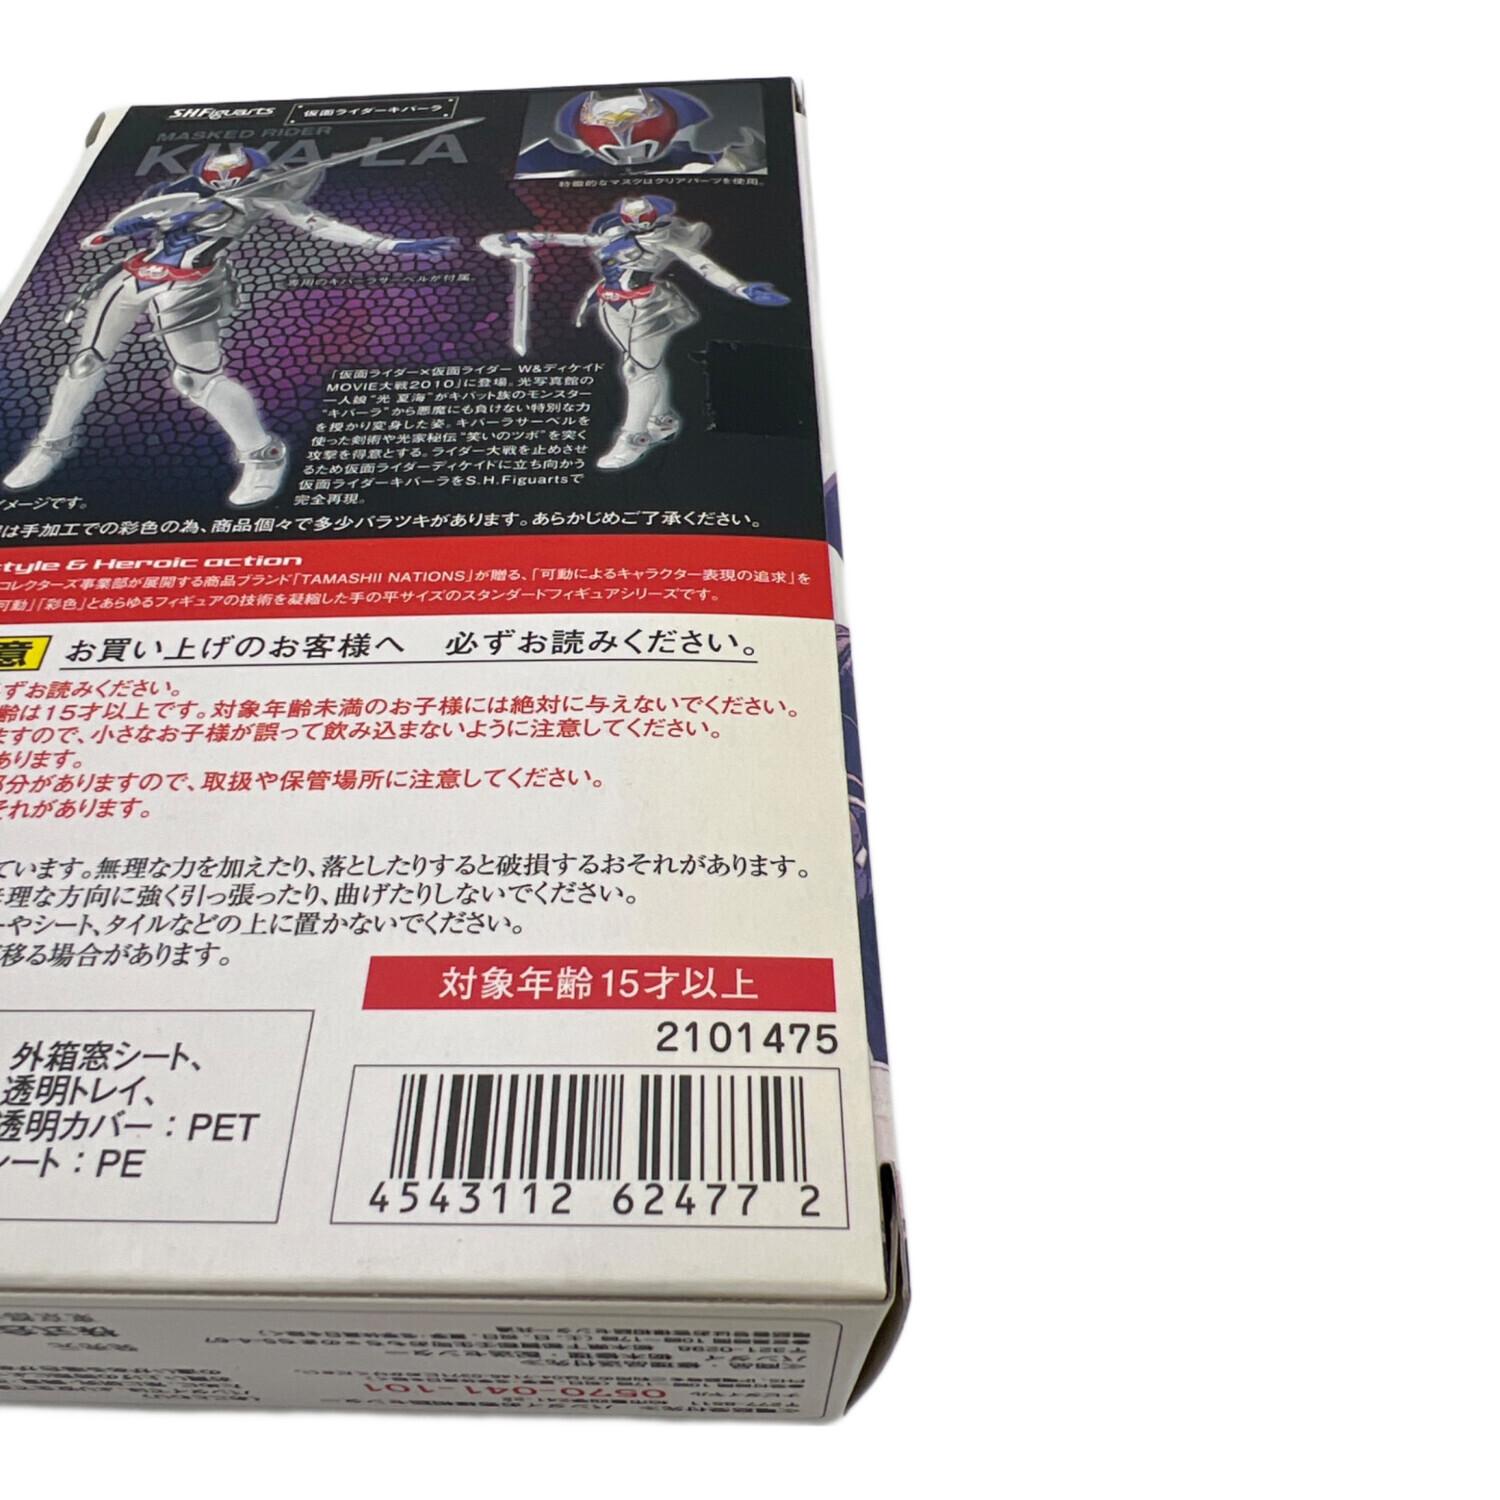 S.H.Figuarts 仮面ライダーキバーラ
MASKED RIDER
KIVA-LA
特徴的なマスクはクリアパーツを使用。
専用のキバーラサーベルが付属。
「仮面ライダー×仮面ライダー W&ディケイド
MOVIE大戦2010」に登場。光写真館の
一人娘"光 夏海"がキバット族のモンスター
"キバーラ"から悪魔にも負けない特別な力
を授かり変身した姿。キバーラサーベルを
使った剣術や光家秘伝"笑いのツボ"を突く
攻撃を得意とする。ライダー大戦を止めさせ
るため仮面ライダーディケイドに立ち向かう
仮面ライダーキバーラをS.H.Figuartsで
完全再現。
イメージです。
は手加工での彩色の為、商品個々で多少バラツキがあります。あらかじめご了承ください。
style & Heroic action
コレクターズ事業部が展開する商品ブランド「TAMASHII NATIONS」が贈る、「可動によるキャラクター表現の追求」を
可動」「彩色」とあらゆるフィギュアの技術を凝縮した手の平サイズのスタンダードフィギュアシリーズです。
意 お買い上げのお客様へ 必ずお読みください。
ずお読みください。
齢は15才以上です。対象年齢未満のお子様には絶対に与えないでください。
ますので、小さなお子様が誤って飲み込まないように注意してください。
あります。
部分がありますので、取扱や保管場所に注意してください。
それがあります。
ています。無理な力を加えたり、落としたりすると破損するおそれがあります。
無理な方向に強く引っ張ったり、曲げたりしないでください。
ーやシート、タイルなどの上に置かないでください。
移る場合があります。
対象年齢15才以上
2101475
外箱窓シート、
透明トレイ、
透明カバー：PET
シート：PE
4543112 62477 2
0570-041-101